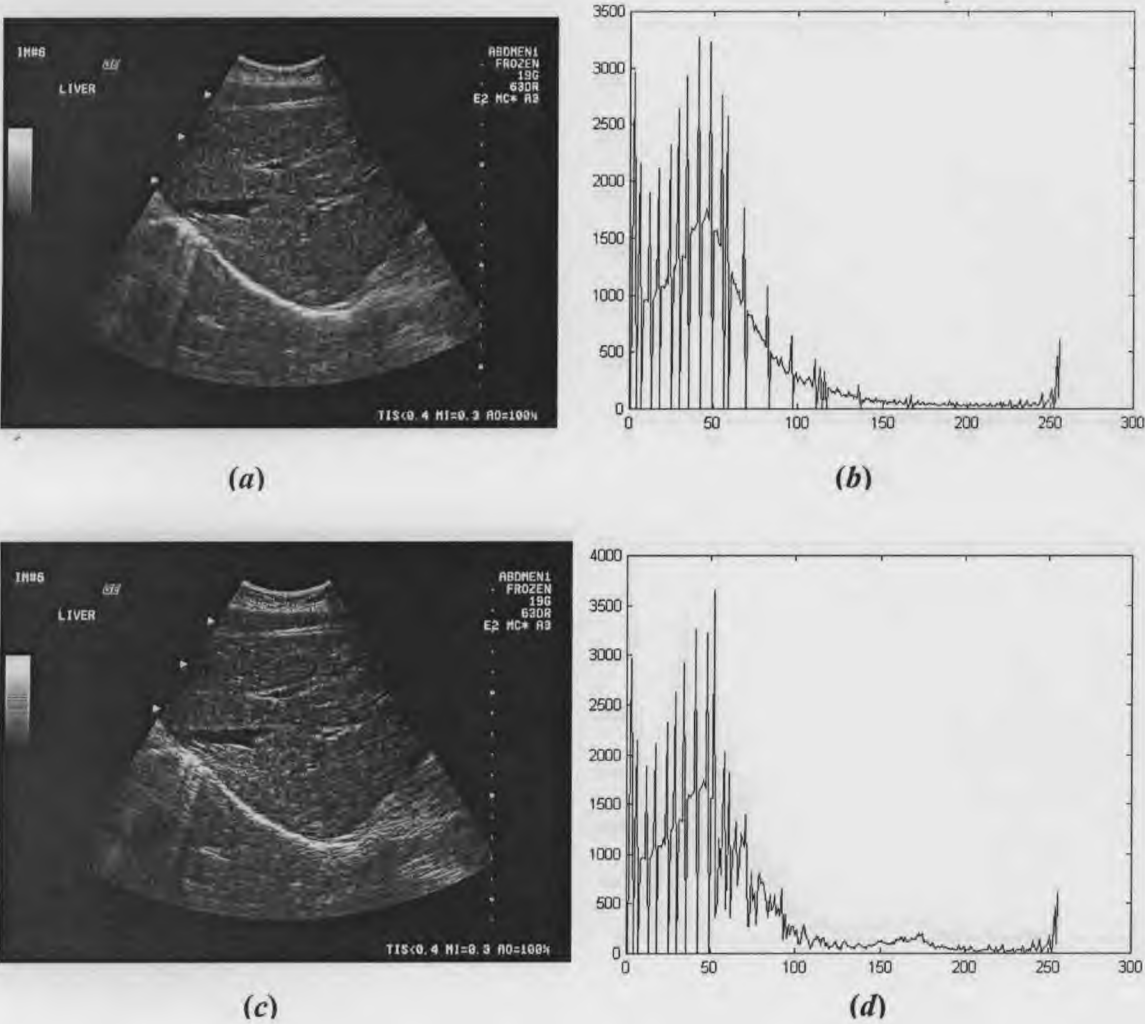 IM#6
LIVER
ABDMEN1
FROZEN
19G
63DR
E2 MC* A3
TIS<0.4 MI=0.3 AO=100%
3500
3000
2500
2000
1500
1000
500
0
0 50 100 150 200 250 300
(a)
(b)
IM#6
LIVER
ABDMEN1
FROZEN
19G
63DR
E2 MC* A3
TIS<0.4 MI=0.3 AO=100%
4000
3500
3000
2500
2000
1500
1000
500
0
0 50 100 150 200 250 300
(c)
(d)